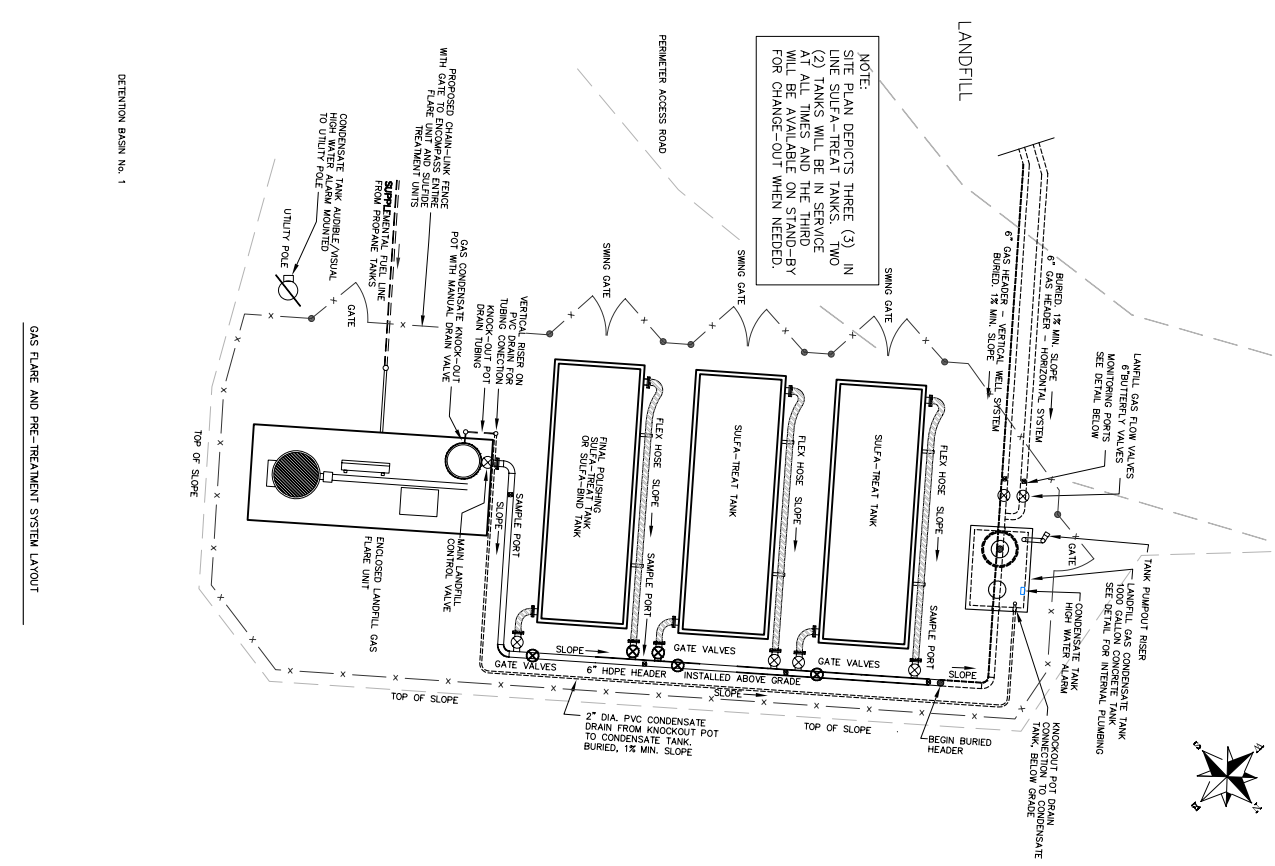 LANDFILL
NOTE:
SITE PLAN DEPICTS THREE (3) IN
LINE SULFA-TREAT TANKS. TWO
(2) TANKS WILL BE IN SERVICE
AT ALL TIMES AND THE THIRD
WILL BE AVAILABLE ON STAND-BY
FOR CHANGE-OUT WHEN NEEDED.
PERIMETER ACCESS ROAD
PROPOSED CHAIN-LINK FENCE
WITH GATE TO ENCOMPASS ENTIRE
FLARE UNIT AND SULFIDE
TREATMENT UNITS
CONDENSATE TANK AUDIBLE/VISUAL
HIGH WATER ALARM MOUNTED
TO UTILITY POLE
DETENTION BASIN No. 1
SUPPLEMENTAL FUEL LINE
FROM PROPANE TANKS
UTILITY POLE
GATE
GAS CONDENSATE KNOCK-OUT
POT WITH MANUAL DRAIN VALVE
VERTICAL RISER ON
PVC DRAIN FOR
TUBING CONECTION
KNOCK-OUT POT
DRAIN TUBING
SWING GATE
SWING GATE
SWING GATE
6" BURIED, 1% MIN. SLOPE
GAS HEADER - HORIZONTAL SYSTEM
6" GAS HEADER - VERTICAL WELL SYSTEM
BURIED, 1% MIN. SLOPE
LANFILL GAS FLOW VALVES
6"BUTTERFLY VALVES
MONITORING PORTS
SEE DETAIL BELOW
GATE
TANK PUMPOUT RISER
LANDFILL GAS CONDENSATE TANK
1000 GALLON CONCRETE TANK
SEE DETAIL FOR INTERNAL PLUMBING
CONDENSATE TANK
HIGH WATER ALARM
KNOCKOUT POT DRAIN
CONNECTION TO CONDENSATE
TANK, BELOW GRADE
SULFA-TREAT TANK
SULFA-TREAT TANK
FINAL POLISHING
SULFA-TREAT TANK
OR SULFA-BIND TANK
FLEX HOSE SLOPE
FLEX HOSE SLOPE
FLEX HOSE SLOPE
SAMPLE PORT
SAMPLE PORT
SAMPLE PORT
SLOPE
MAIN LANDFILL
CONTROL VALVE
ENCLOSED LANDFILL GAS
FLARE UNIT
TOP OF SLOPE
SLOPE
GATE VALVES
GATE VALVES
GATE VALVES
6" HDPE HEADER
INSTALLED ABOVE GRADE
SLOPE
SLOPE
TOP OF SLOPE
TOP OF SLOPE
2" DIA. PVC CONDENSATE
DRAIN FROM KNOCKOUT POT
TO CONDENSATE TANK.
BURIED, 1% MIN. SLOPE
BEGIN BURIED
HEADER
GAS FLARE AND PRE-TREATMENT SYSTEM LAYOUT